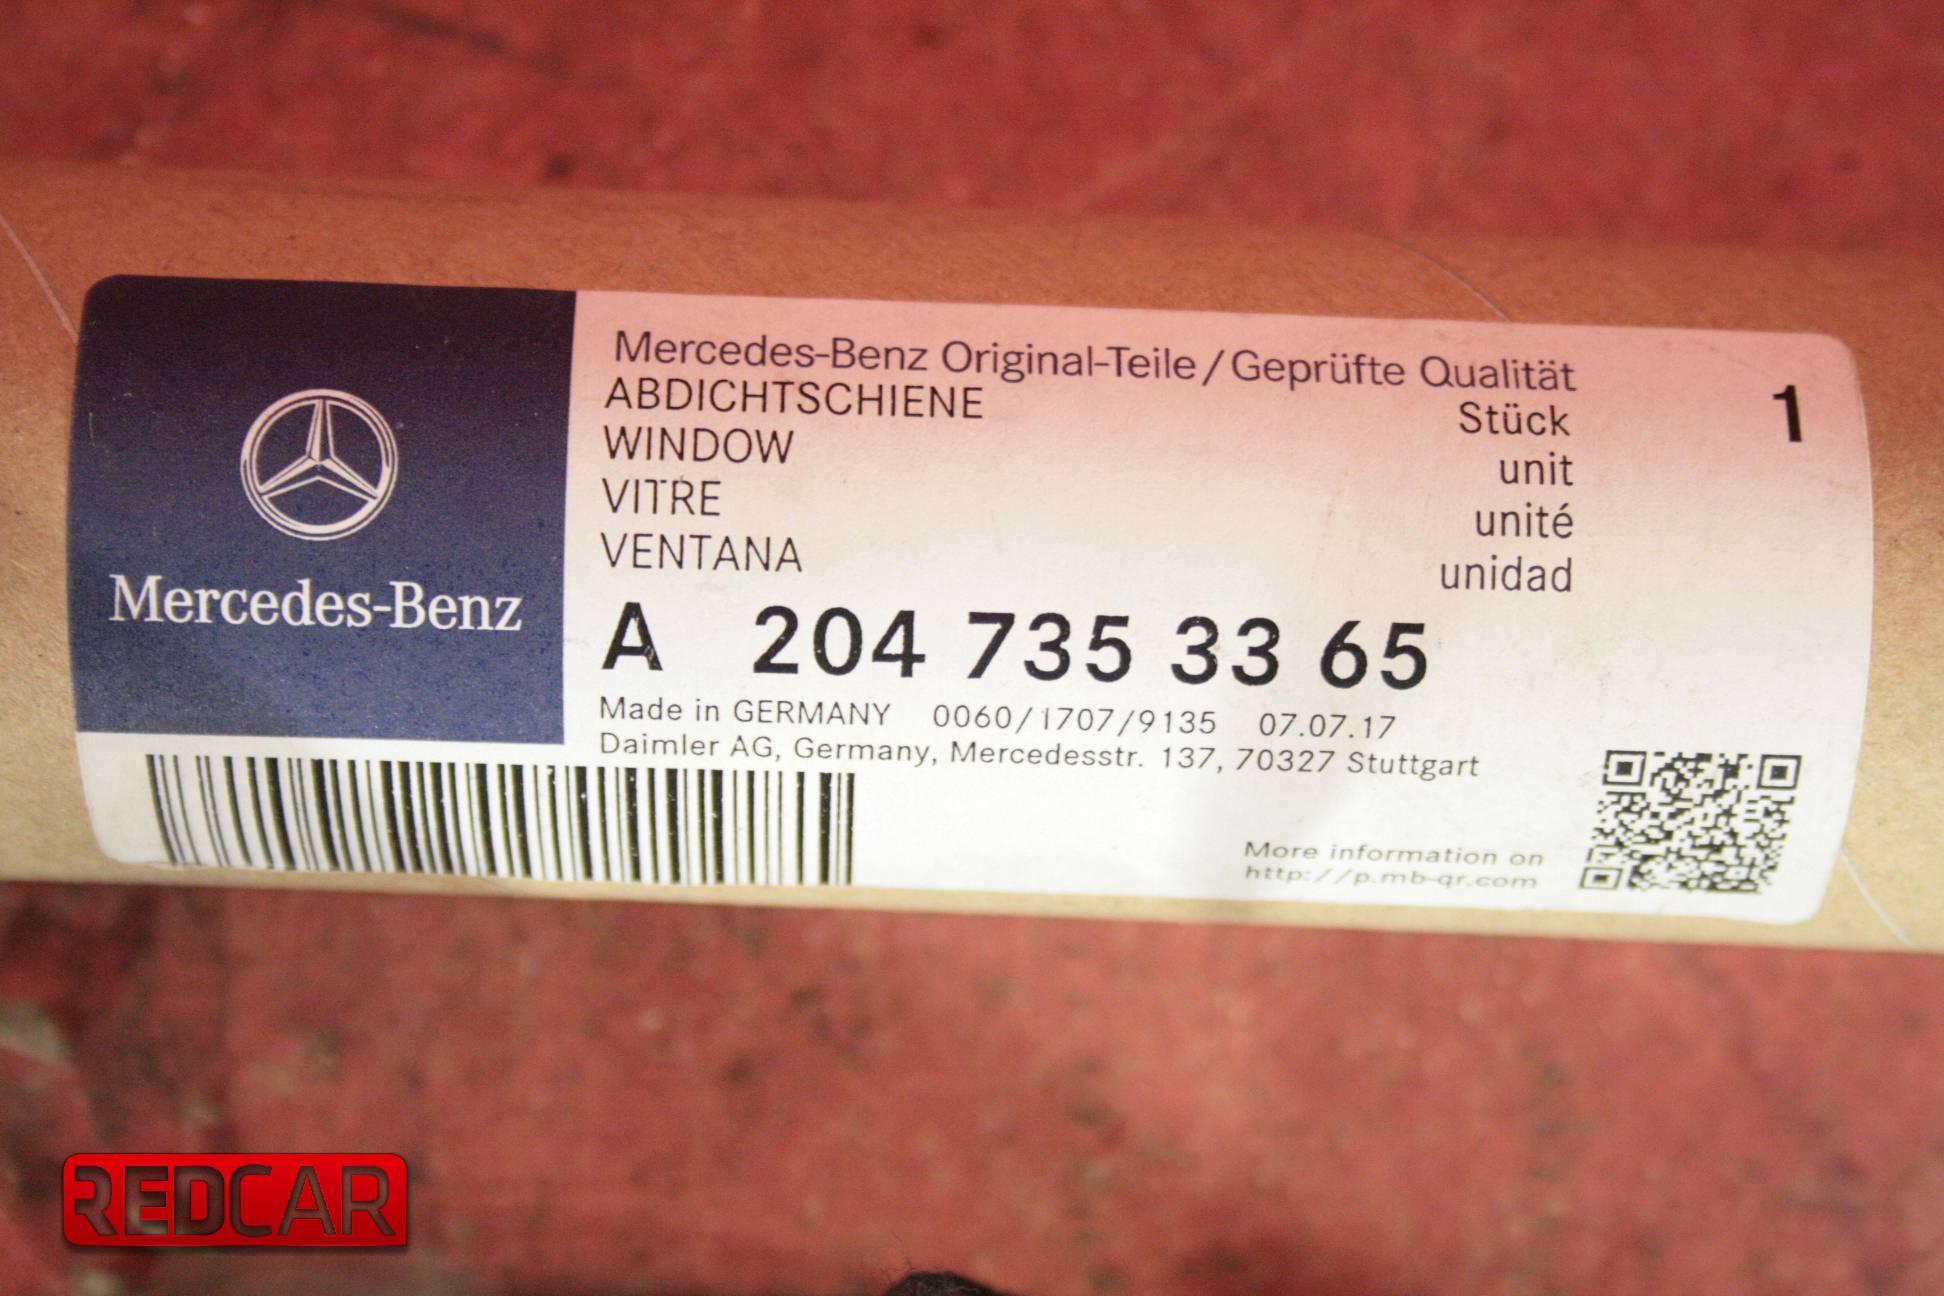 Mercedes-Benz
Mercedes-Benz Original-Teile / Geprüfte Qualität
ABDICHTSCHIENE Stück 1
WINDOW unit
VITRE unité
VENTANA unidad
A 204 735 33 65
Made in GERMANY 0060/1707/9135 07.07.17
Daimler AG, Germany, Mercedesstr. 137, 70327 Stuttgart
More information on
http://p.mb-qr.com
REDCAR